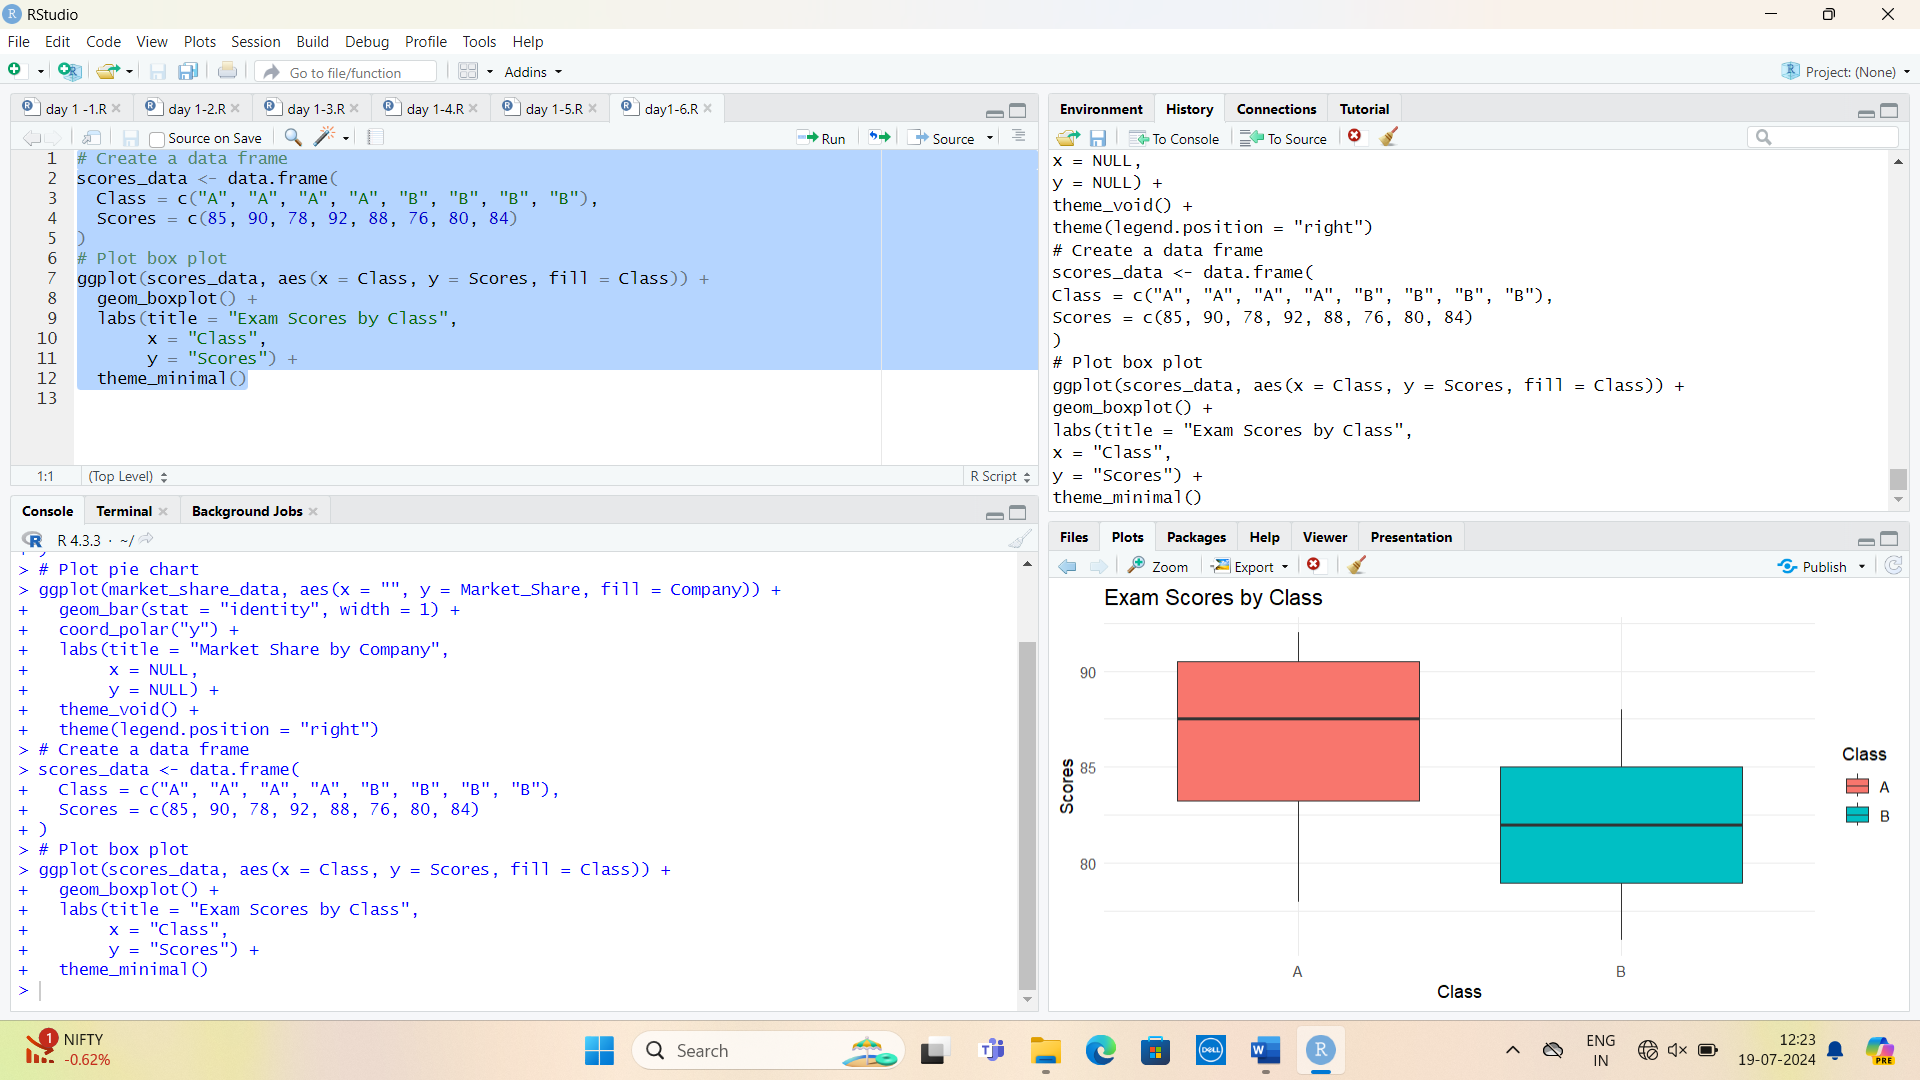 RStudio
File Edit Code View Plots Session Build Debug Profile Tools Help
Go to file/function Addins Project: (None)
day 1 -1.R day 1-2.R day 1-3.R day 1-4.R day 1-5.R day1-6.R
Source on Save Run Source
1 # Create a data frame
2 scores_data <- data.frame(
3 Class = c("A", "A", "A", "A", "B", "B", "B", "B"),
4 Scores = c(85, 90, 78, 92, 88, 76, 80, 84)
5 )
6 # Plot box plot
7 ggplot(scores_data, aes(x = Class, y = Scores, fill = Class)) +
8 geom_boxplot() +
9 labs(title = "Exam Scores by Class",
10 x = "Class",
11 y = "Scores") +
12 theme_minimal()
13
1:1 (Top Level) R Script
Console Terminal Background Jobs
R 4.3.3 · ~/
> # Plot pie chart
> ggplot(market_share_data, aes(x = "", y = Market_Share, fill = Company)) +
+ geom_bar(stat = "identity", width = 1) +
+ coord_polar("y") +
+ labs(title = "Market Share by Company",
+ x = NULL,
+ y = NULL) +
+ theme_void() +
+ theme(legend.position = "right")
> # Create a data frame
> scores_data <- data.frame(
+ Class = c("A", "A", "A", "A", "B", "B", "B", "B"),
+ Scores = c(85, 90, 78, 92, 88, 76, 80, 84)
+ )
> # Plot box plot
> ggplot(scores_data, aes(x = Class, y = Scores, fill = Class)) +
+ geom_boxplot() +
+ labs(title = "Exam Scores by Class",
+ x = "Class",
+ y = "Scores") +
+ theme_minimal()
>
Environment History Connections Tutorial
To Console To Source
x = NULL,
y = NULL) +
theme_void() +
theme(legend.position = "right")
# Create a data frame
scores_data <- data.frame(
Class = c("A", "A", "A", "A", "B", "B", "B", "B"),
Scores = c(85, 90, 78, 92, 88, 76, 80, 84)
)
# Plot box plot
ggplot(scores_data, aes(x = Class, y = Scores, fill = Class)) +
geom_boxplot() +
labs(title = "Exam Scores by Class",
x = "Class",
y = "Scores") +
theme_minimal()
Files Plots Packages Help Viewer Presentation
Zoom Export Publish
Exam Scores by Class
90
85
80
Scores
A B
Class
Class
A
B
1 NIFTY
-0.62%
Search
DELL
W
R
ENG
IN
12:23
19-07-2024
PRE